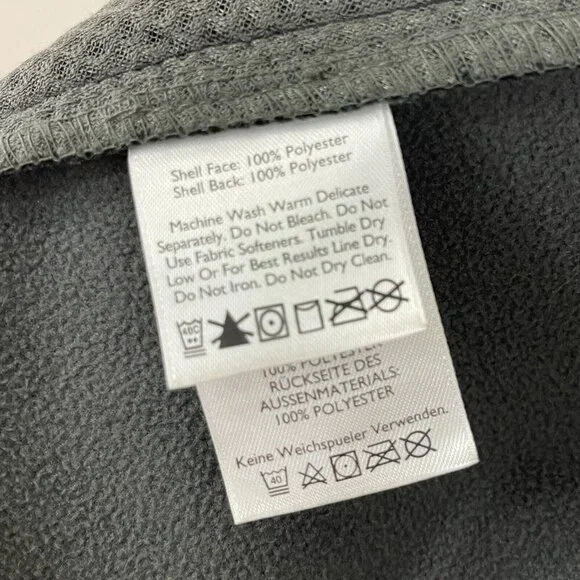 Shell Face: 100% Polyester
Shell Back: 100% Polyester
Machine Wash Warm Delicate
Separately. Do Not Bleach. Do Not
Use Fabric Softeners. Tumble Dry
Low Or For Best Results Line Dry.
Do Not Iron. Do Not Dry Clean.
100% POLYESTER
RÜCKSEITE DES
AUSSENMATERIALS:
100% POLYESTER
Keine Weichspueler Verwenden.
40